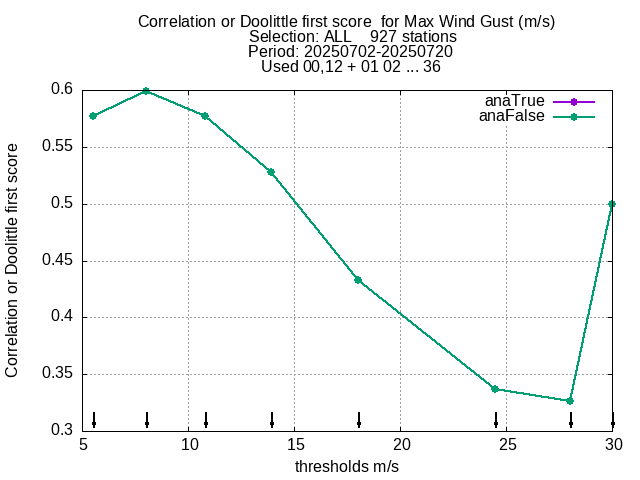 Correlation or Doolittle first score  for Max Wind Gust (m/s)
Selection: ALL    927 stations
Period: 20250702-20250720
Used 00,12 + 01 02 ... 36
anaTrue
anaFalse
Correlation or Doolittle first score
0.6
0.55
0.5
0.45
0.4
0.35
0.3
5 10 15 20 25 30
thresholds m/s